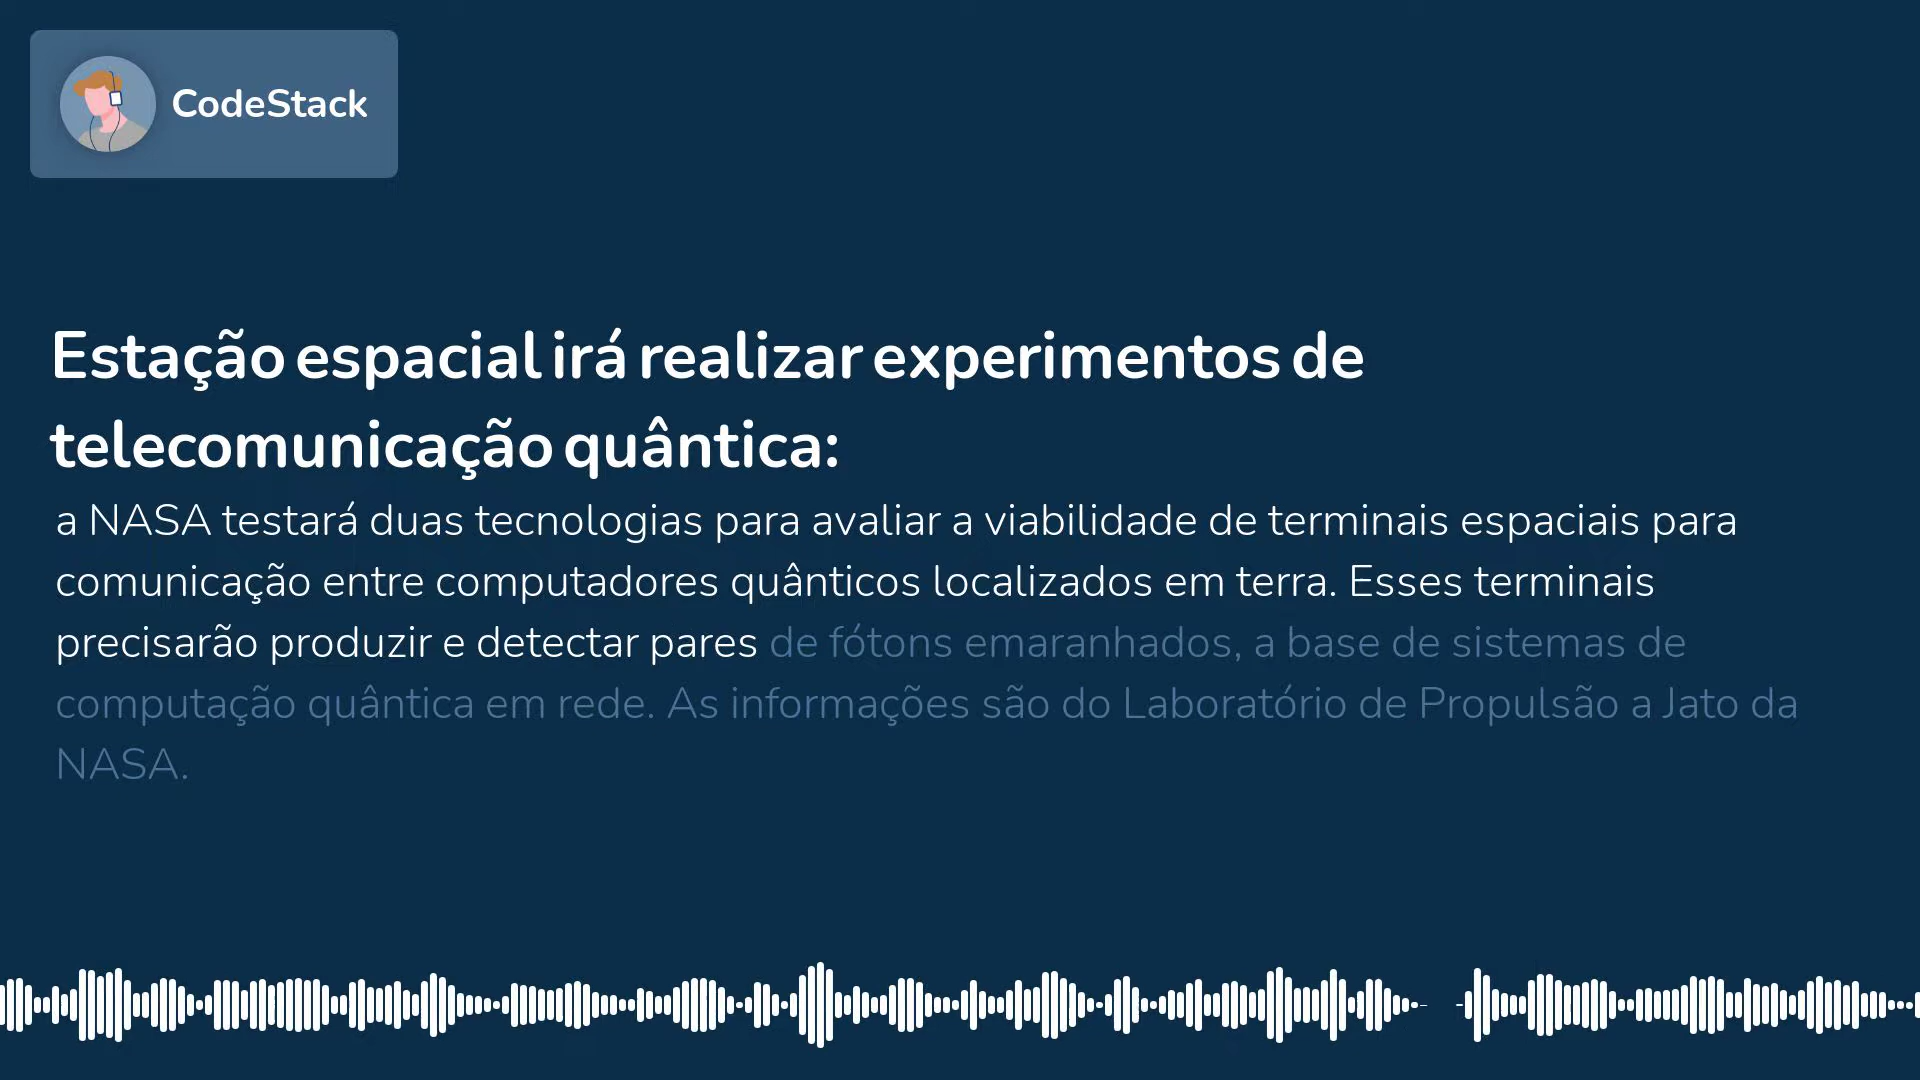 CodeStack
Estação espacial irá realizar experimentos de
telecomunicação quântica:
a NASA testará duas tecnologias para avaliar a viabilidade de terminais espaciais para
comunicação entre computadores quânticos localizados em terra. Esses terminais
precisarão produzir e detectar pares de fótons emaranhados, a base de sistemas de
computação quântica em rede. As informações são do Laboratório de Propulsão a Jato da
NASA.